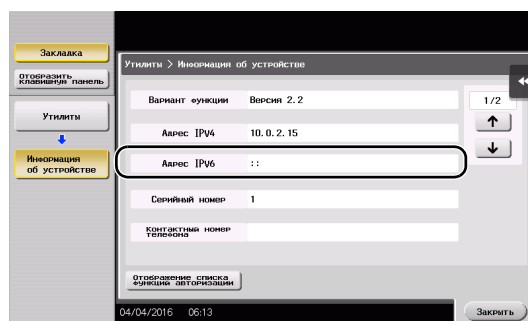 Закладка
Утилиты > Информация об устройстве
Отобразить
клавишную панель
Вариант функции Версия 2.2
1/2
Утилиты
Адрес IPv4 10.0.2.15
Адрес IPv6 ::
Информация
об устройстве
Серийный номер 1
Контактный номер
телефона
Отображение списка
функций авторизации
04/04/2016 06:13
Закрыть